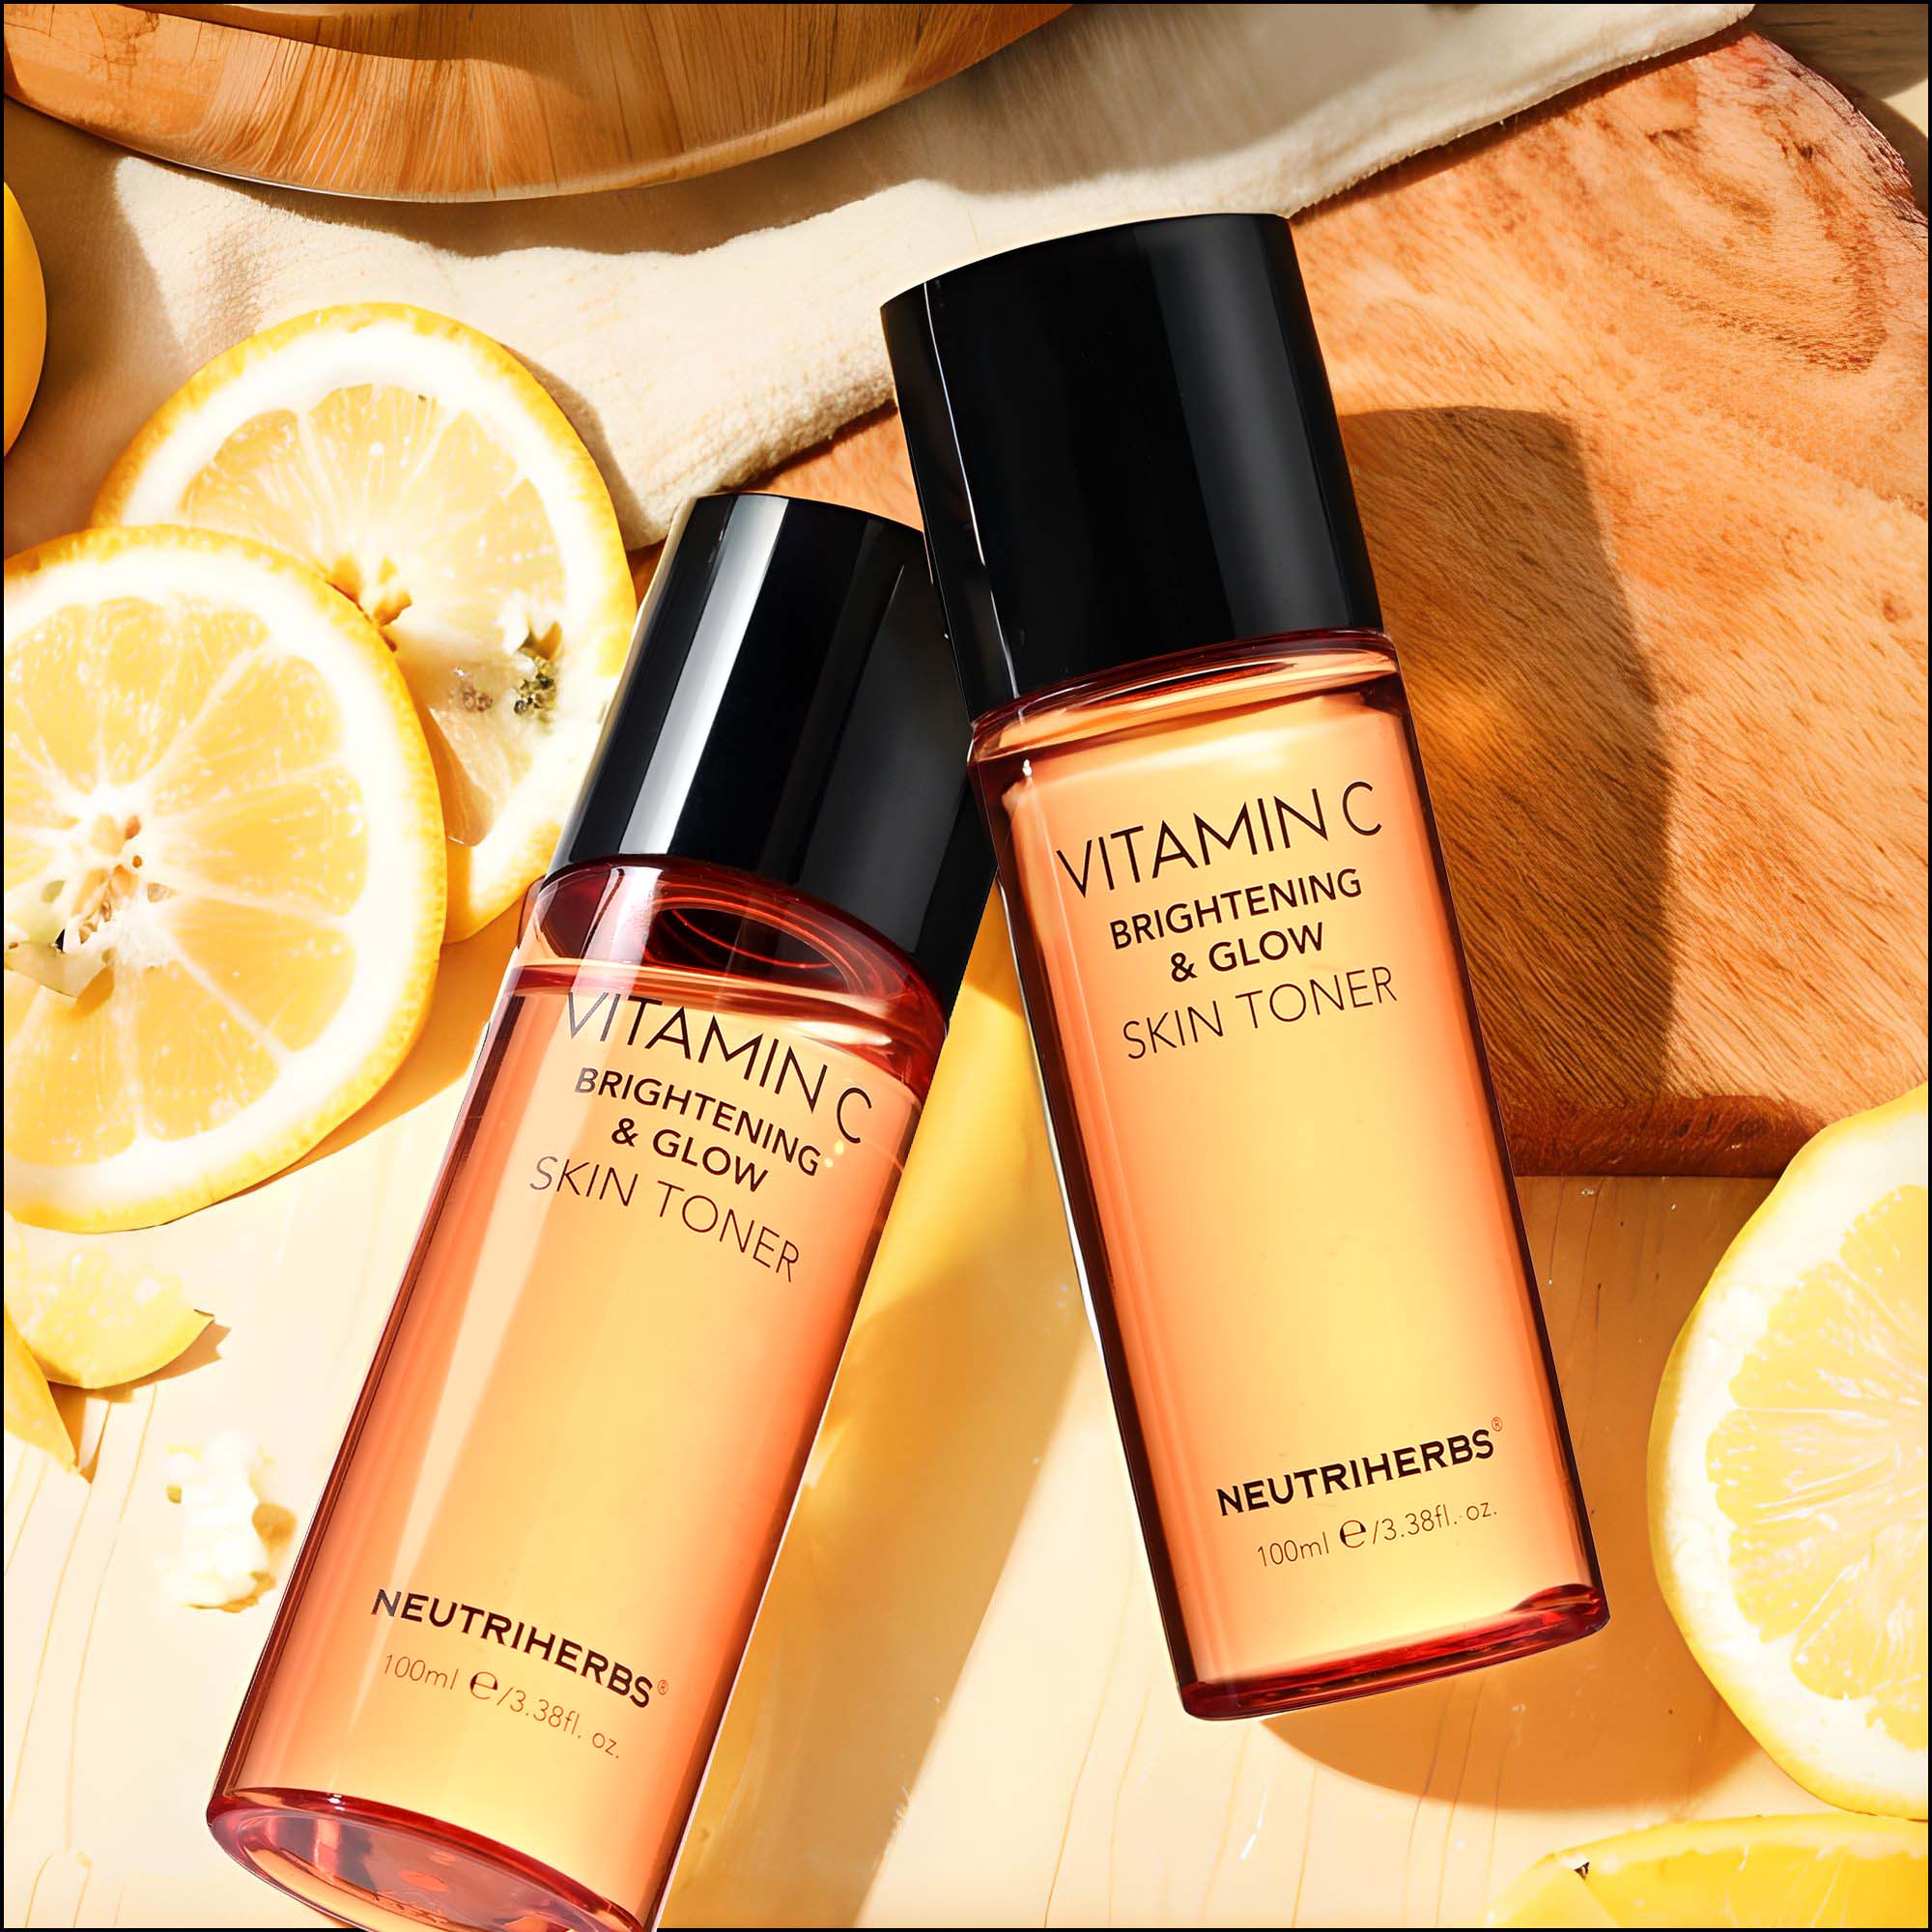 VITAMIN C
BRIGHTENING
& GLOW
SKIN TONER
NEUTRIHERBS®
100ml ℮/3.38fl. oz.
VITAMIN C
BRIGHTENING
& GLOW
SKIN TONER
NEUTRIHERBS®
100ml ℮/3.38fl. oz.